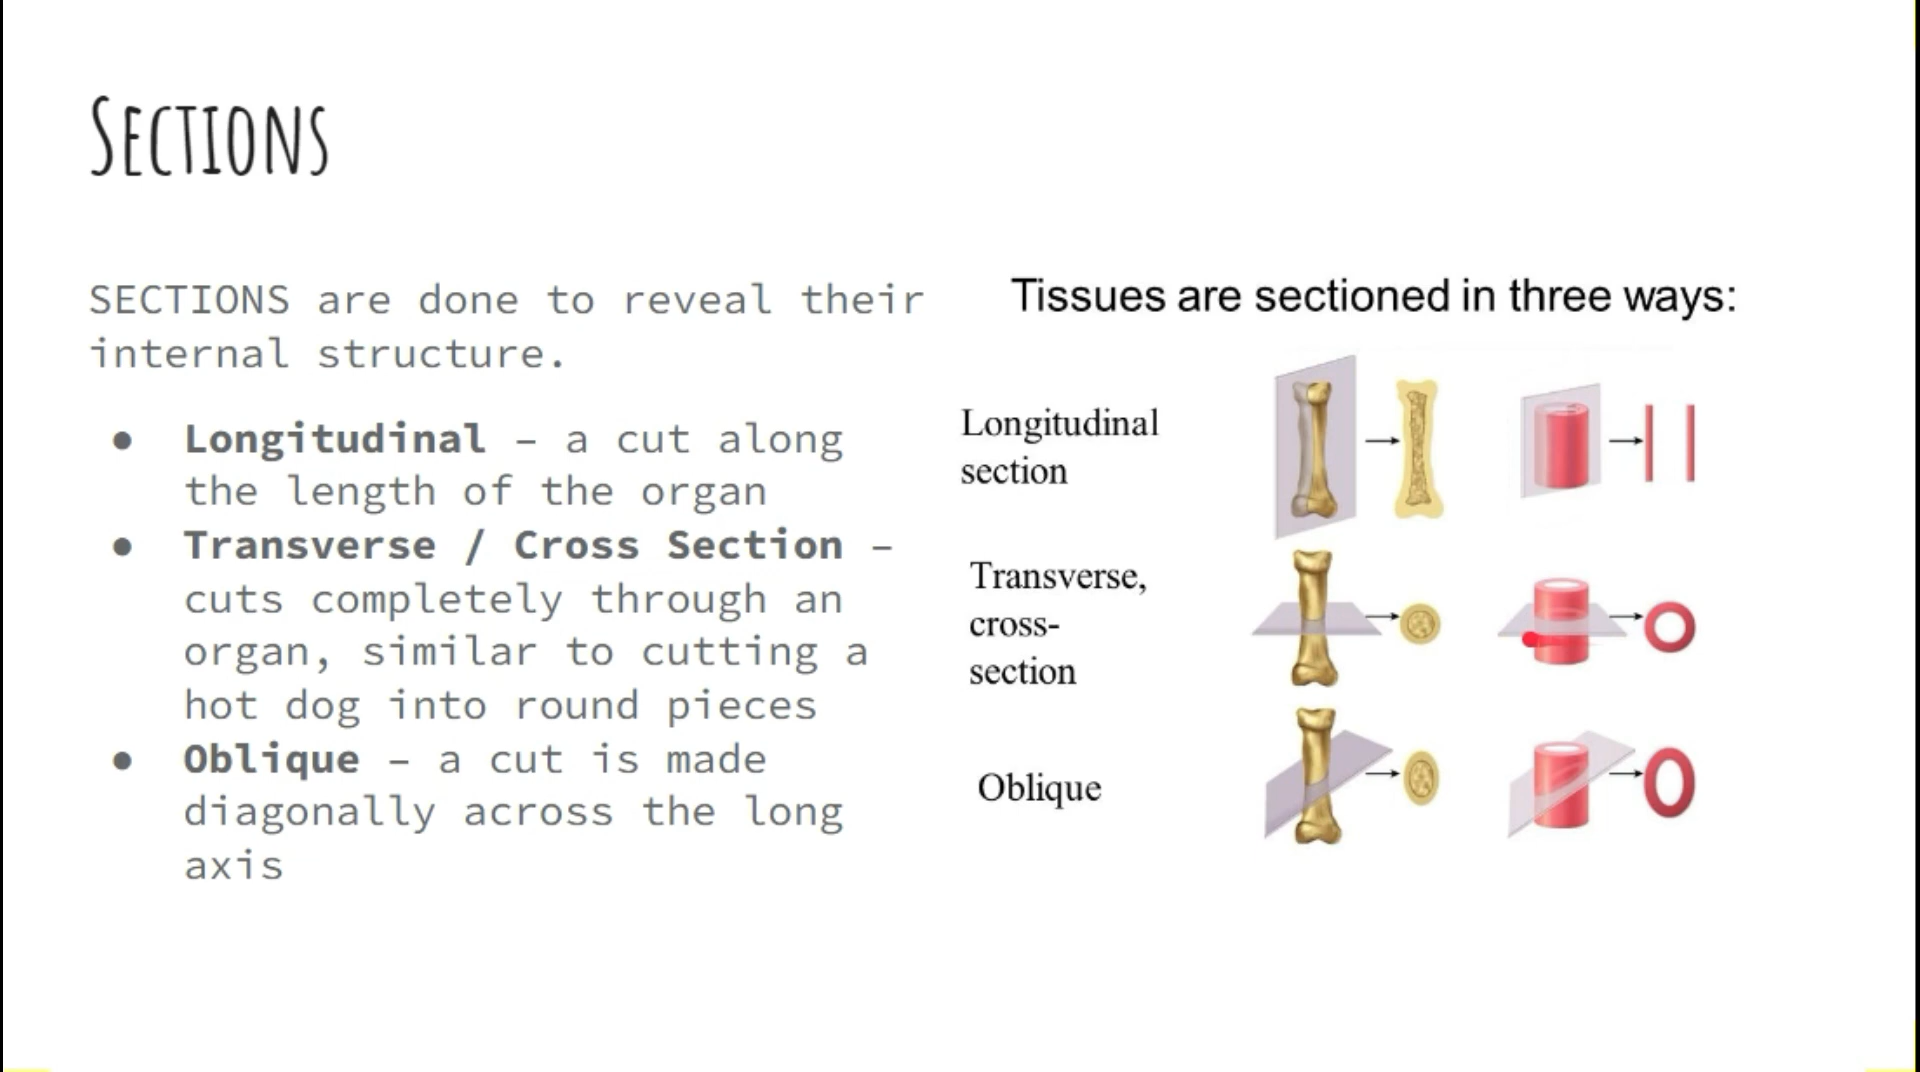 SECTIONS
SECTIONS are done to reveal their
internal structure.
● Longitudinal – a cut along
the length of the organ
● Transverse / Cross Section –
cuts completely through an
organ, similar to cutting a
hot dog into round pieces
● Oblique – a cut is made
diagonally across the long
axis
Tissues are sectioned in three ways:
Longitudinal
section
Transverse,
cross-
section
Oblique